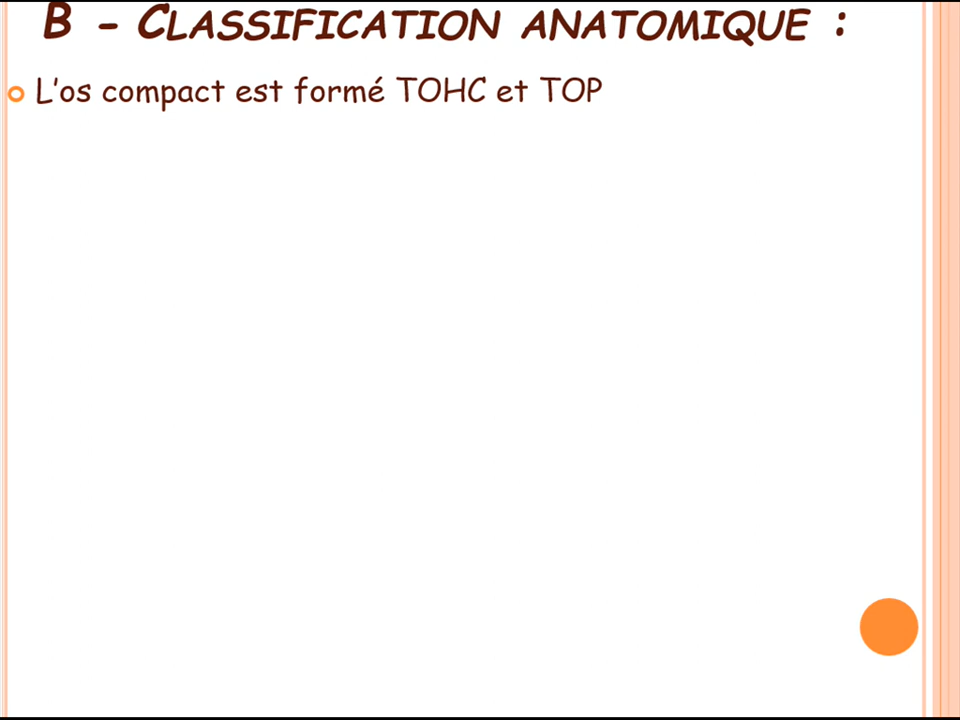 B - CLASSIFICATION ANATOMIQUE :
L'os compact est formé TOHC et TOP